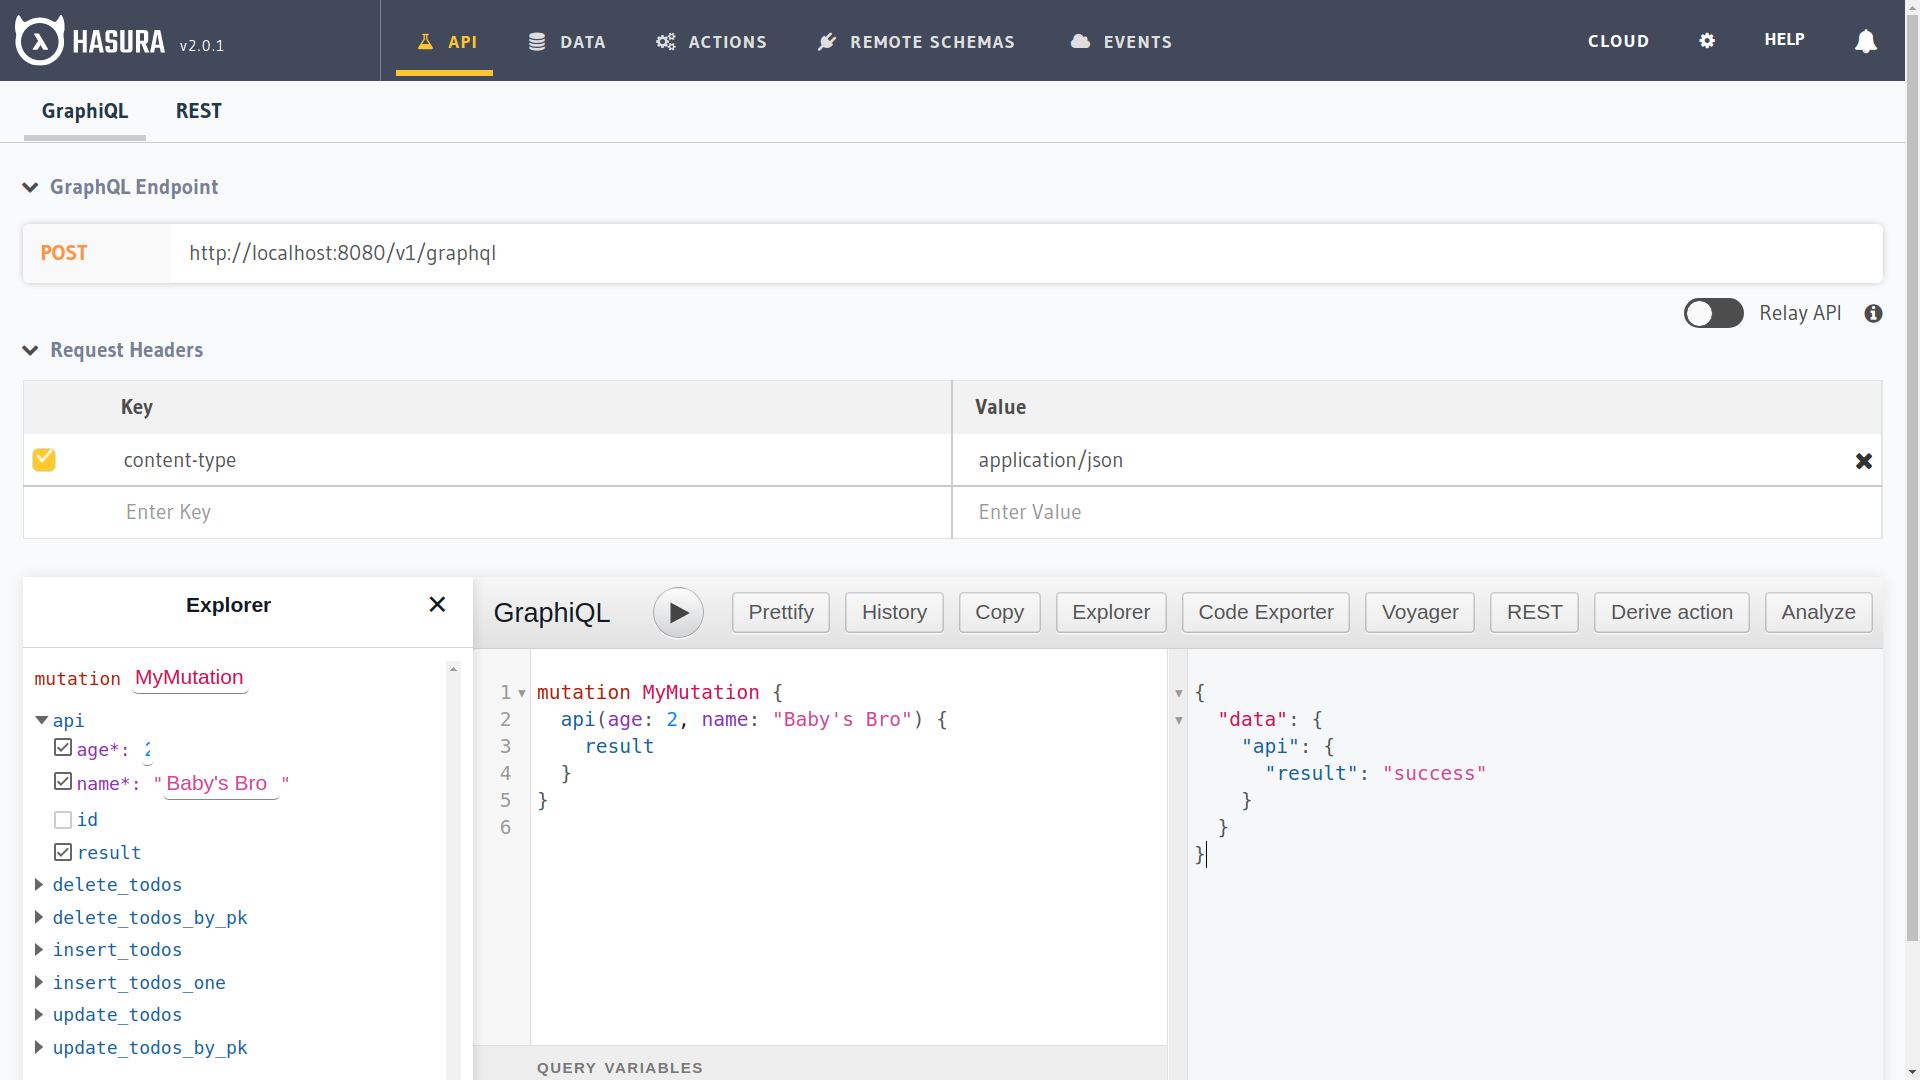 HASURA v2.0.1 API DATA ACTIONS REMOTE SCHEMAS EVENTS CLOUD HELP
GraphiQL REST
GraphQL Endpoint
POST http://localhost:8080/v1/graphql
Relay API
Request Headers
Key Value
content-type application/json
Enter Key Enter Value
Explorer
GraphiQL Prettify History Copy Explorer Code Exporter Voyager REST Derive action Analyze
mutation MyMutation
api
age*: 2
name*: "Baby's Bro "
id
result
delete_todos
delete_todos_by_pk
insert_todos
insert_todos_one
update_todos
update_todos_by_pk
1 mutation MyMutation {
2 api(age: 2, name: "Baby's Bro") {
3 result
4 }
5 }
6
QUERY VARIABLES
{
"data": {
"api": {
"result": "success"
}
}
}